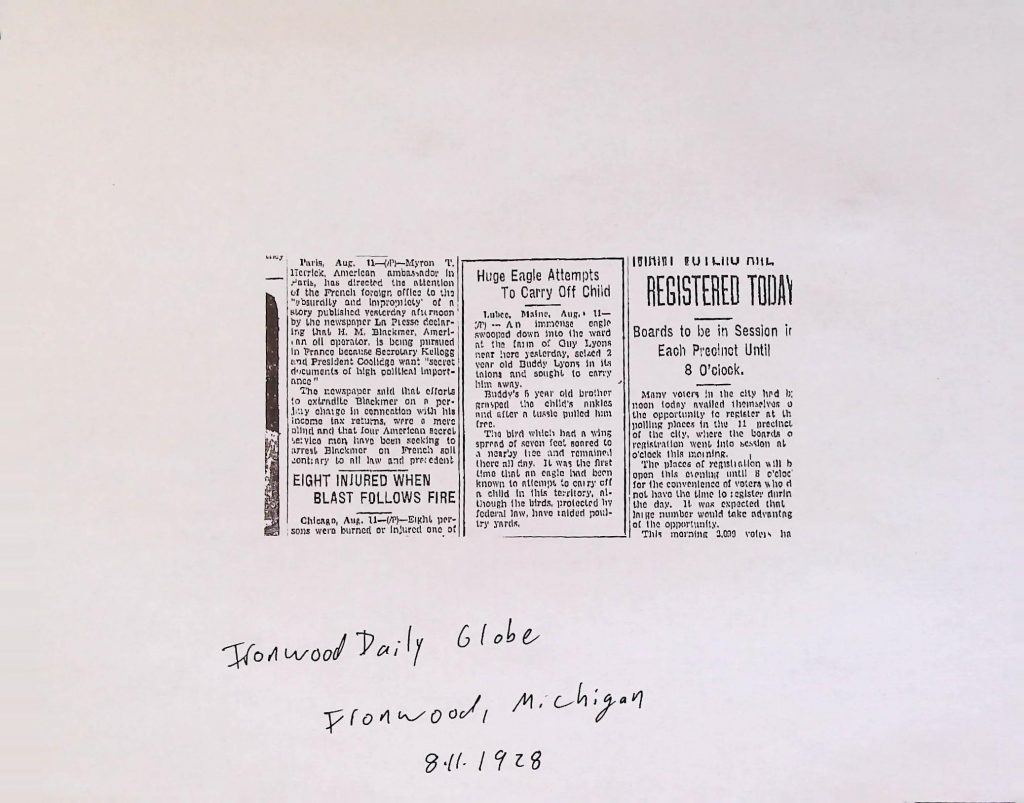 Paris, Aug. 11—(AP)—Myron T.
Herrick, American ambassador in
Paris, has directed the attention
of the French foreign office to the
"absurdity and impropriety" of a
story published yesterday afternoon
by the newspaper La Presse declar-
ing that H. M. Blackmer, Ameri-
can oil operator, is being pursued
in France because Secretary Kellogg
and President Coolidge want "secret
documents of high political import-
ance"
The newspaper said that efforts
to extradite Blackmer on a per-
jury charge in connection with his
income tax returns, were a mere
blind and that four American secret
service men have been seeking to
arrest Blackmer on French soil
contrary to all law and precedent
EIGHT INJURED WHEN
BLAST FOLLOWS FIRE
Chicago, Aug. 11—(AP)—Eight per-
sons were burned or injured one of
Huge Eagle Attempts
To Carry Off Child
Lubec, Maine, Aug. 11—
(AP) -- An immense eagle
swooped down into the ward
at the farm of Guy Lyons
near here yesterday, seized 2
year old Buddy Lyons in its
talons and sought to carry
him away.
Buddy's 6 year old brother
grasped the child's ankles
and after a tussle pulled him
free.
The bird which had a wing
spread of seven feet soared to
a nearby tree and remained
there all day. It was the first
time that an eagle had been
known to attempt to carry off
a child in this territory, al-
though the birds, protected by
federal law, have raided poul-
try yards.
REGISTERED TODAY
Boards to be in Session in
Each Precinct Until
8 O'clock.
Many voters in the city had by
noon today availed themselves o
the opportunity to register at th
polling places in the 11 precinct
of the city, where the boards o
registration went into session at
o'clock this morning.
The places of registration will b
open this evening until 8 o'cloc
for the convenience of voters who d
not have the time to register durin
the day. It was expected that
large number would take advantag
of the opportunity.
This morning 2,000 voters ha
Ironwood Daily Globe
Ironwood, Michigan
8.11.1928